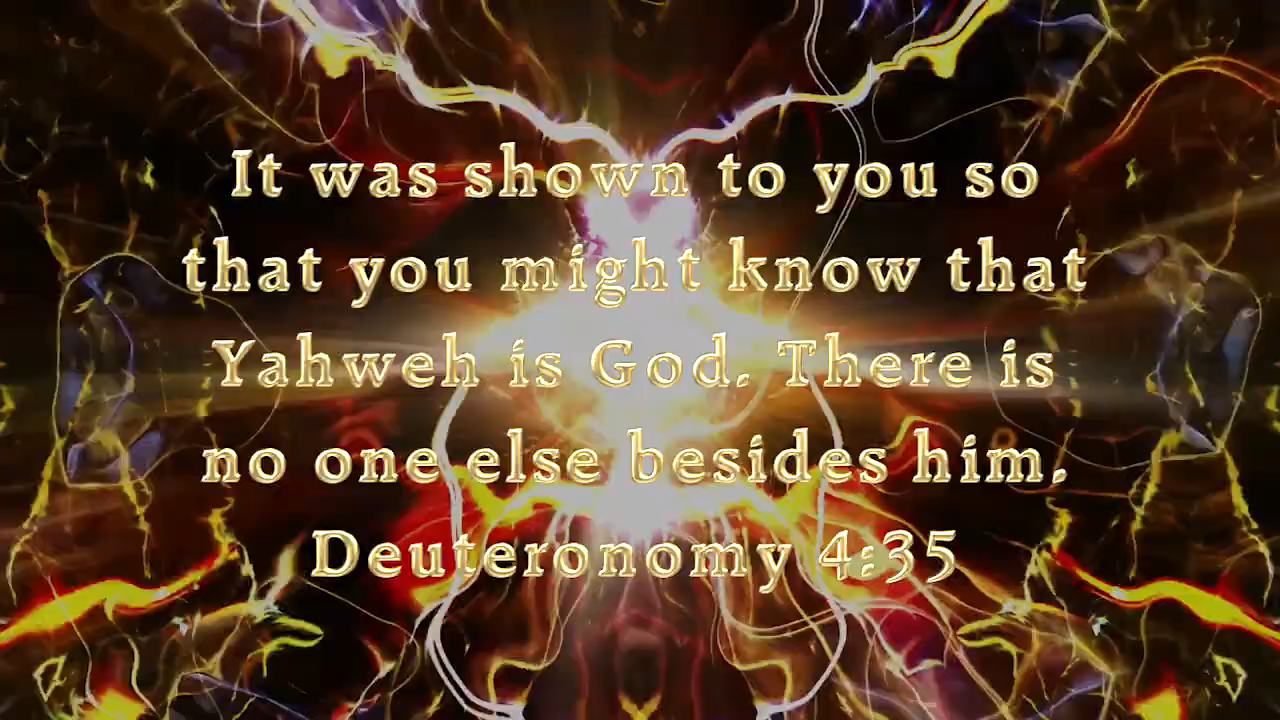 It was shown to you so
that you might know that
Yahweh is God. There is
no one else besides him.
Deuteronomy 4:35